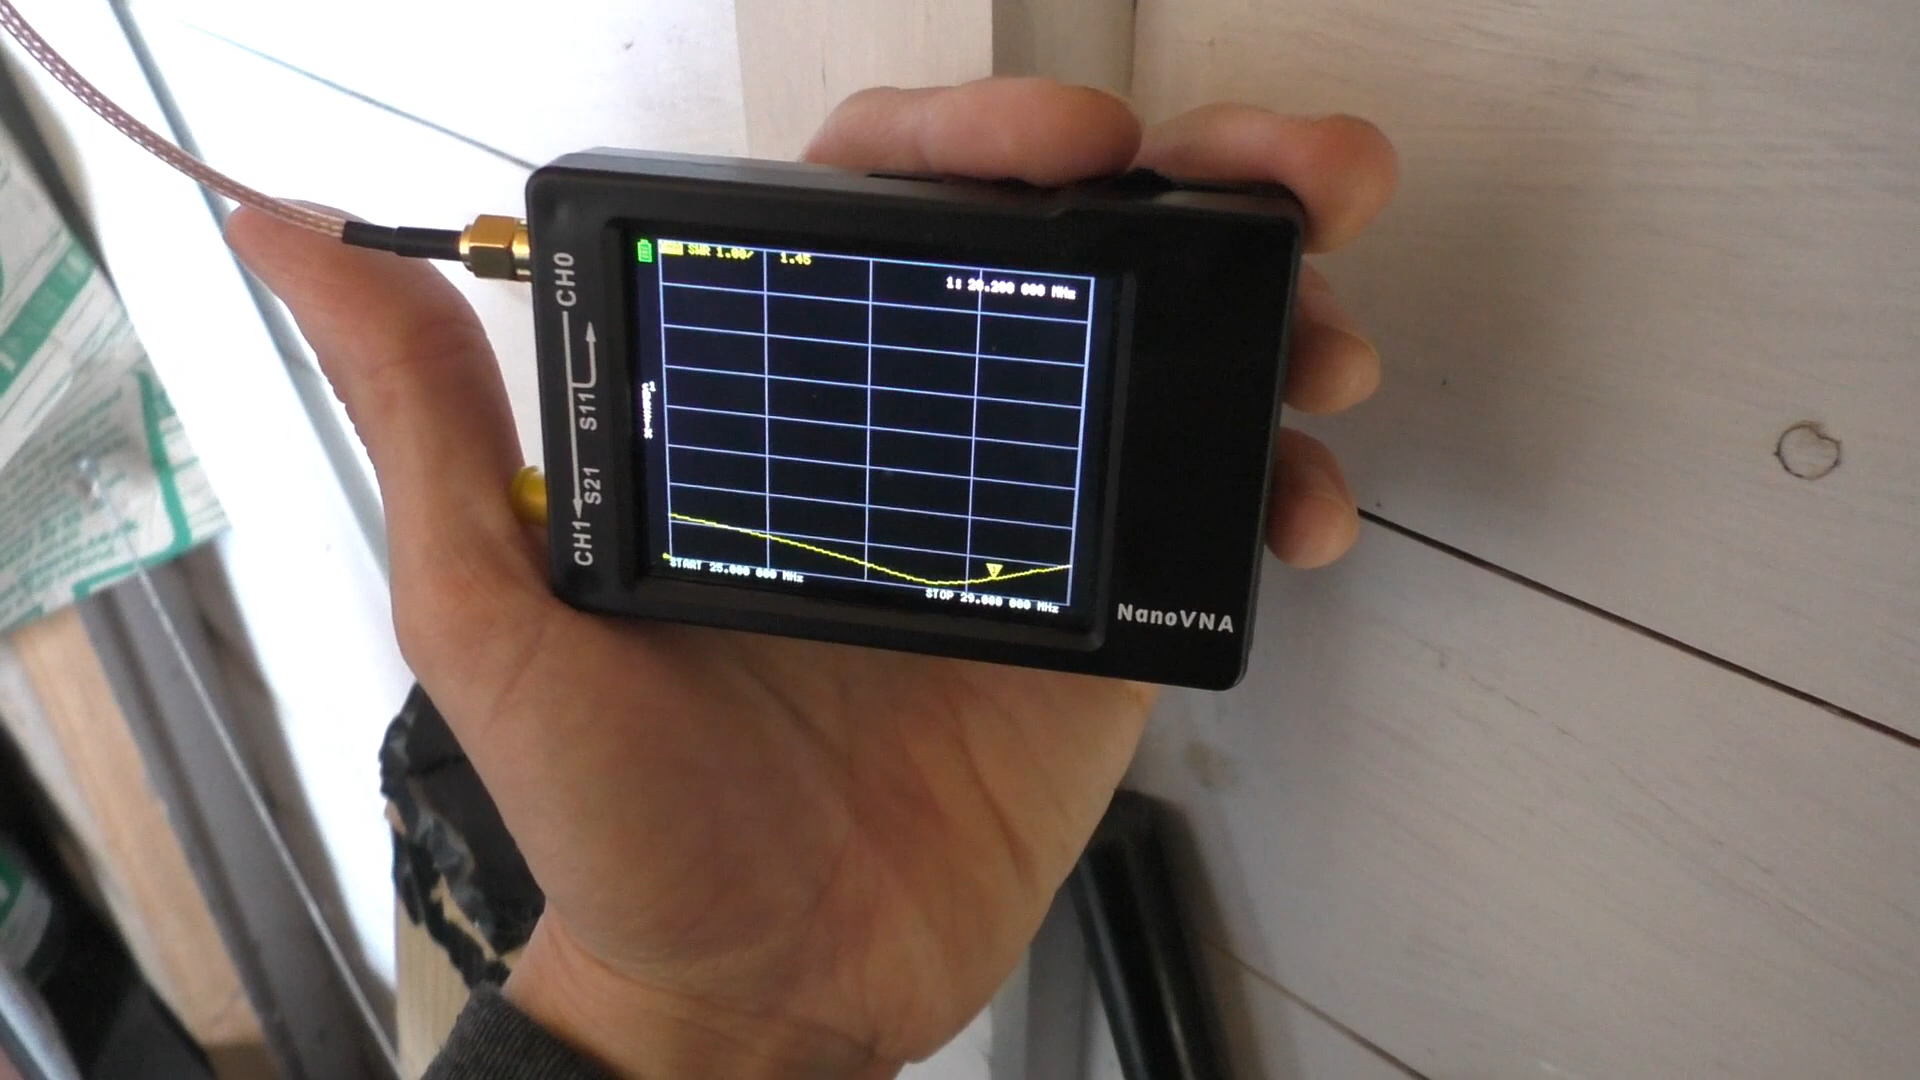 SWR 1.00/ 1.45
1: 28.200 000 MHz
START 25.000 000 MHz
STOP 29.000 000 MHz
CH0
S11
S21
CH1
NanoVNA